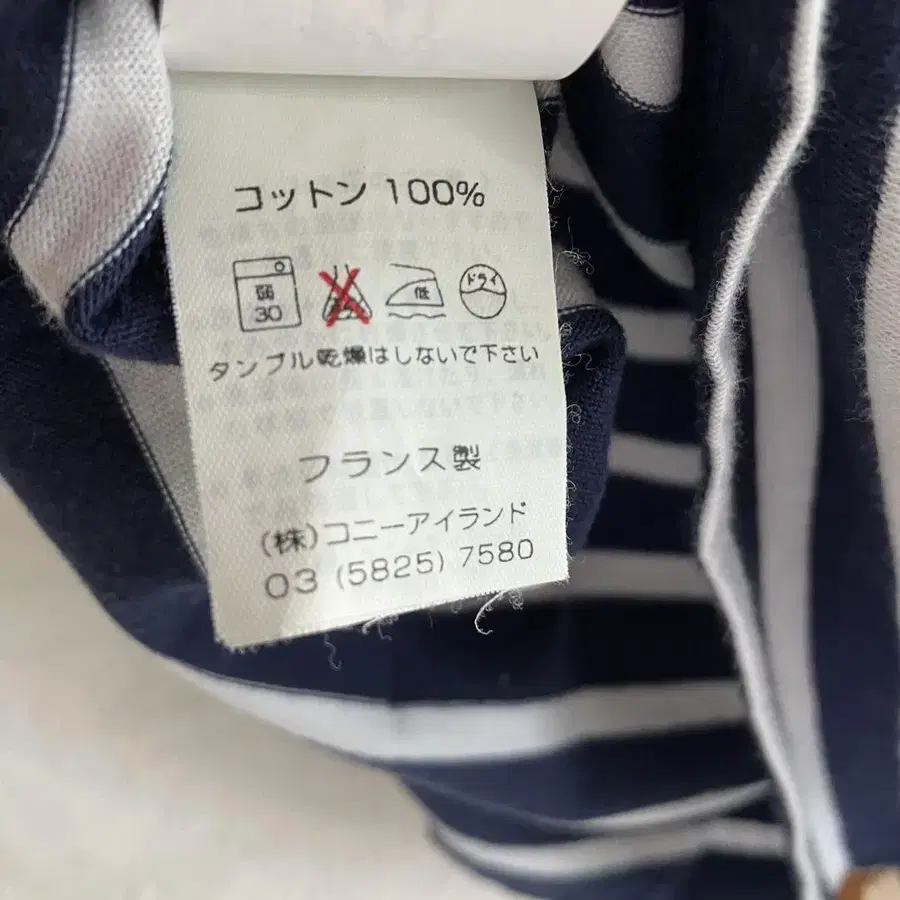 コットン 100%
弱 30
低
ドライ
タンブル乾燥はしないで下さい
フランス製
(株)コニーアイランド
03 (5825) 7580